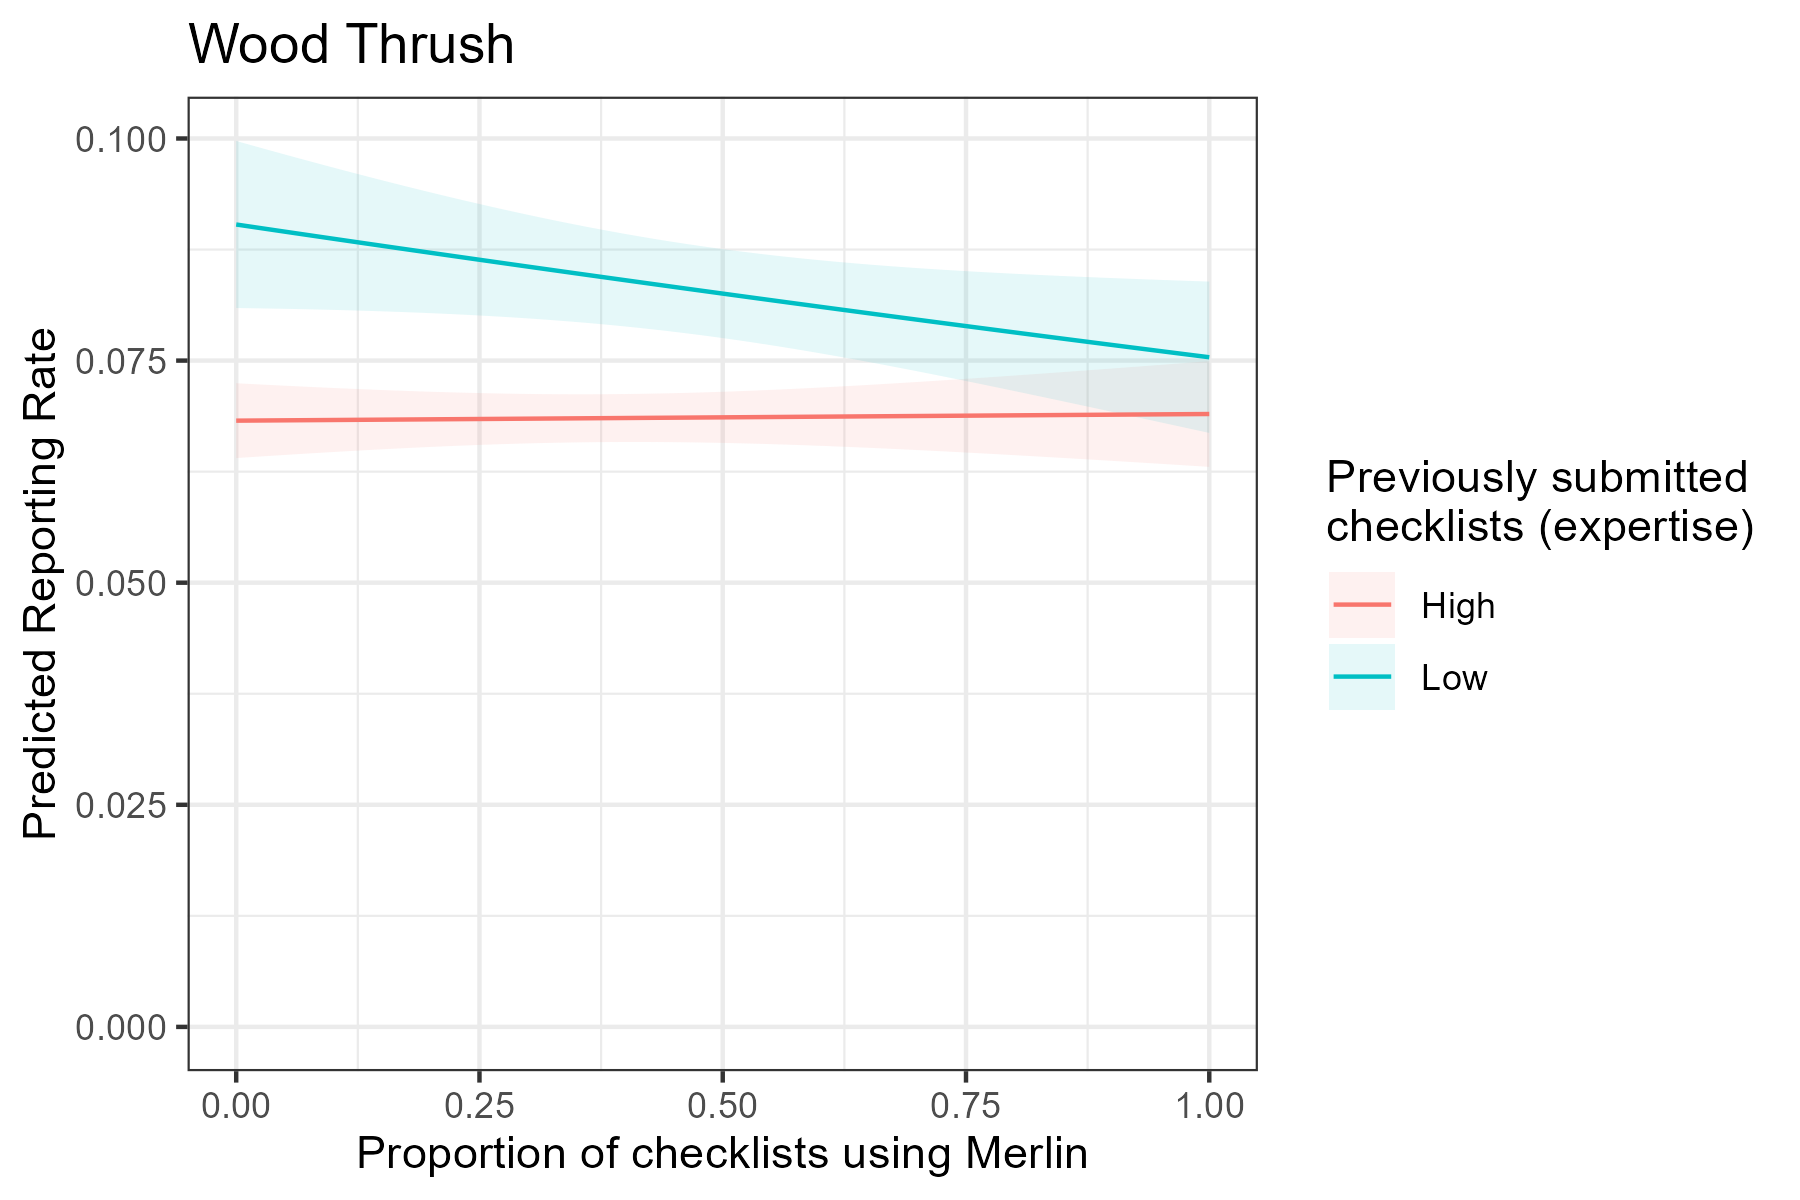 Wood Thrush
Predicted Reporting Rate
0.100
0.075
0.050
0.025
0.000
0.00 0.25 0.50 0.75 1.00
Proportion of checklists using Merlin
Previously submitted
checklists (expertise)
High
Low